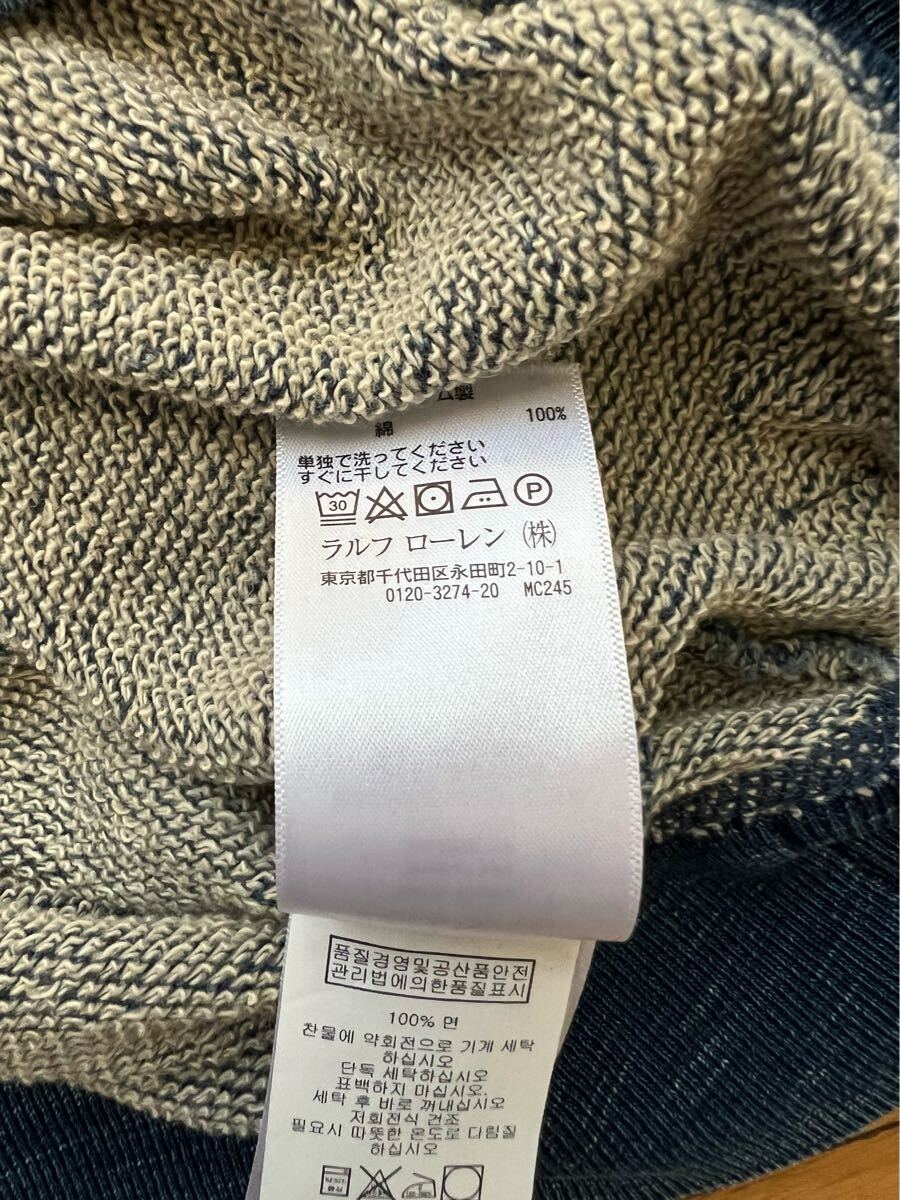 ム製
綿 100%
単独で洗ってください
すぐに干してください
30 P
ラルフ ローレン (株)
東京都千代田区永田町2-10-1
0120-3274-20 MC245
품질경영및공산품안전
관리법에의한품질표시
100% 면
찬물에 약회전으로 기계 세탁
하십시오
단독 세탁하십시오
표백하지 마십시오.
세탁 후 바로 꺼내십시오
저회전식 건조
필요시 따뜻한 온도로 다림질
하십시오